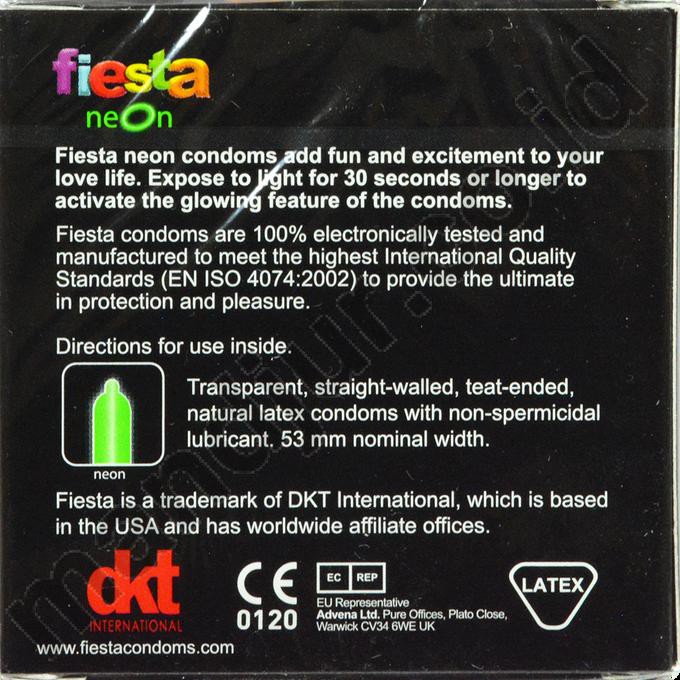 fiesta
neOn
Fiesta neon condoms add fun and excitement to your
love life. Expose to light for 30 seconds or longer to
activate the glowing feature of the condoms.
Fiesta condoms are 100% electronically tested and
manufactured to meet the highest International Quality
Standards (EN ISO 4074:2002) to provide the ultimate
in protection and pleasure.
Directions for use inside.
Transparent, straight-walled, teat-ended,
natural latex condoms with non-spermicidal
lubricant. 53 mm nominal width.
neon
Fiesta is a trademark of DKT International, which is based
in the USA and has worldwide affiliate offices.
dkt
INTERNATIONAL
www.fiestacondoms.com
CE
0120
EC REP
EU Representative
Advena Ltd. Pure Offices, Plato Close,
Warwick CV34 6WE UK
LATEX
mandjur.co.id